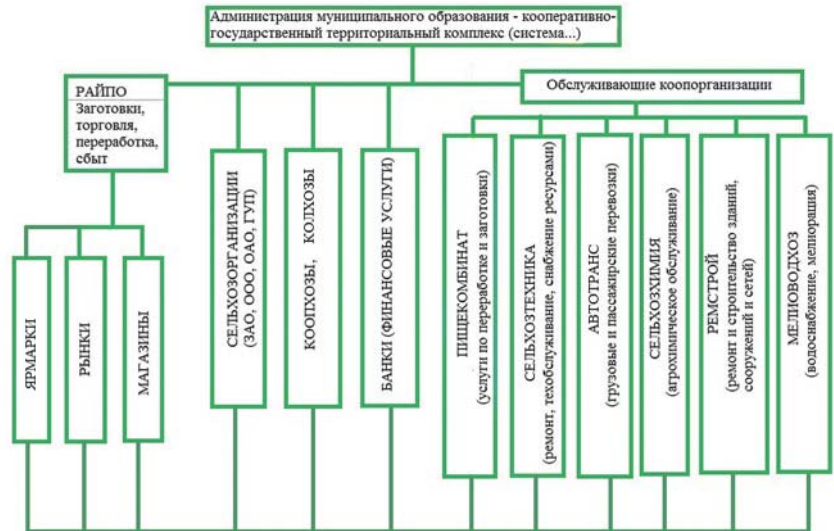 Администрация муниципального образования - кооперативно-
государственный территориальный комплекс (система...)
РАЙПО
Заготовки,
торговля,
переработка,
сбыт
Обслуживающие коопорганизации
ЯРМАРКИ
РЫНКИ
МАГАЗИНЫ
СЕЛЬХОЗОРГАНИЗАЦИИ
(ЗАО, ООО, ОАО, ГУП)
КООПХОЗЫ, КОЛХОЗЫ
БАНКИ (ФИНАНСОВЫЕ УСЛУГИ)
ПИЩЕКОМБИНАТ
(услуги по переработке и заготовки)
СЕЛЬХОЗТЕХНИКА
(ремонт, техобслуживание, снабжение ресурсами)
АВТОТРАНС
(грузовые и пассажирские перевозки)
СЕЛЬХОЗХИМИЯ
(агрохимическое обслуживание)
РЕМСТРОЙ
(ремонт и строительство зданий,
сооружений и сетей)
МЕЛИОВОДХОЗ
(водоснабжение, мелиорация)